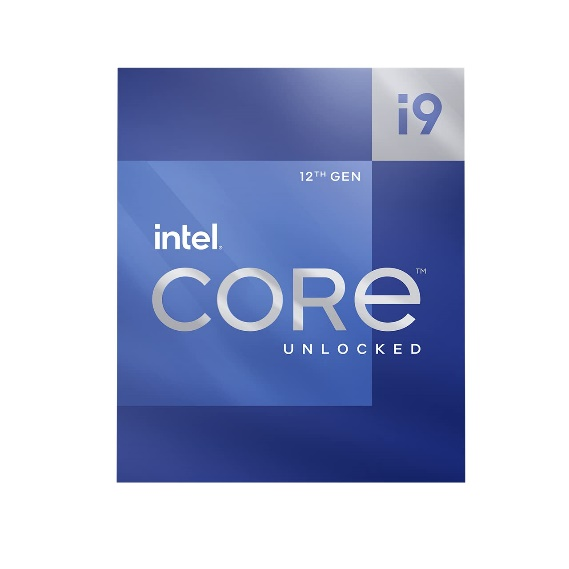 i9
12TH GEN
intel.
CORE™
UNLOCKED